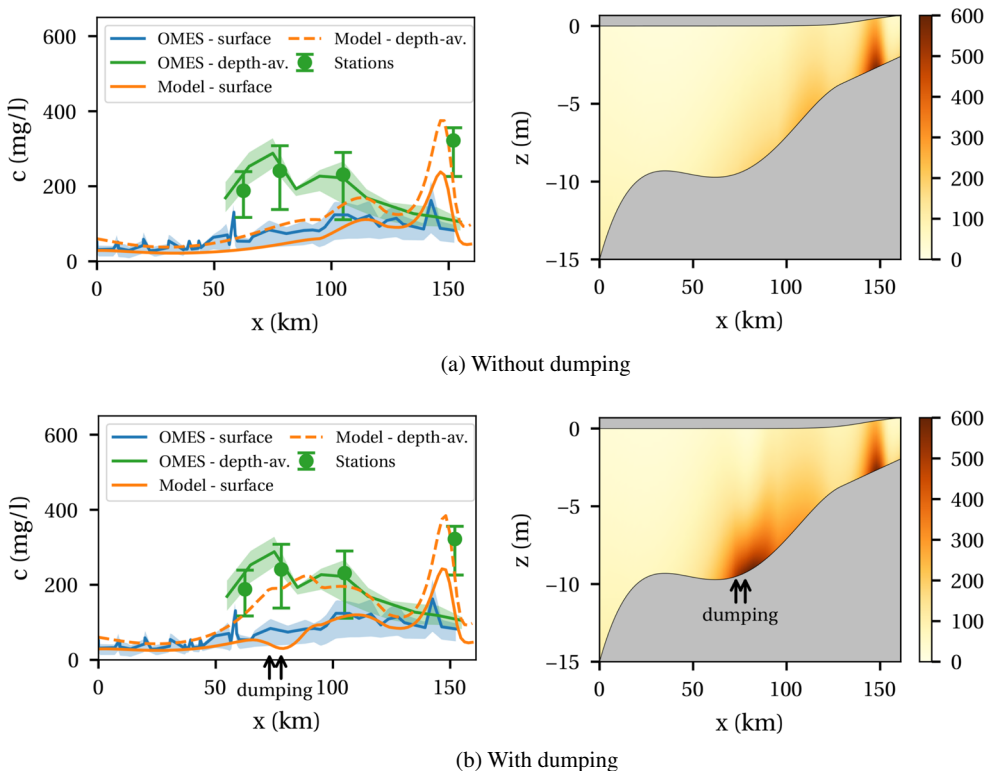 OMES - surface
OMES - depth-av.
Model - surface
Model - depth-av.
Stations
600
400
200
0
c (mg/l)
0 50 100 150
x (km)
0
−5
−10
−15
z (m)
0 50 100 150
x (km)
600
500
400
300
200
100
0
(a) Without dumping
OMES - surface
OMES - depth-av.
Model - surface
Model - depth-av.
Stations
600
400
200
0
c (mg/l)
0 50 100 150
dumping
x (km)
0
−5
−10
−15
z (m)
dumping
0 50 100 150
x (km)
600
500
400
300
200
100
0
(b) With dumping